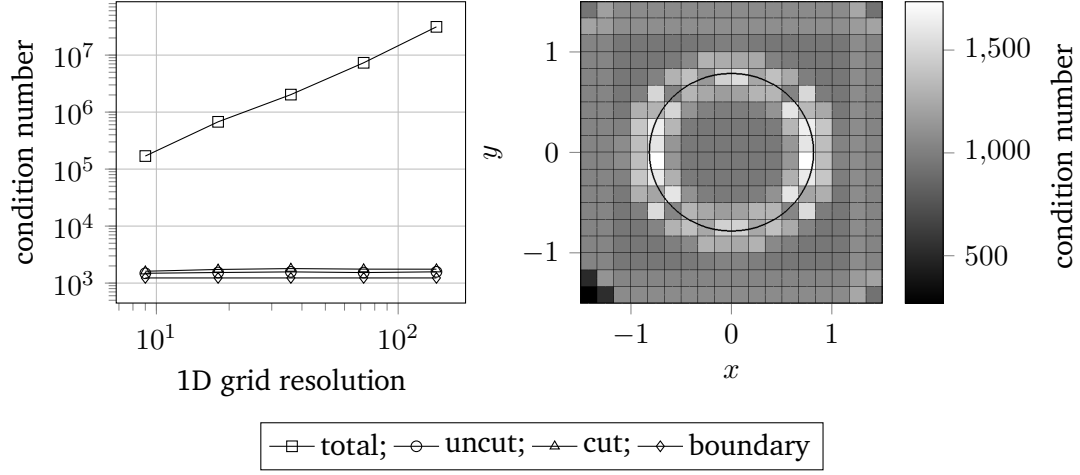 condition number
10^7
10^6
10^5
10^4
10^3
10^1
10^2
1D grid resolution
y
1
0
−1
−1
0
1
x
1,500
1,000
500
condition number
total; uncut; cut; boundary